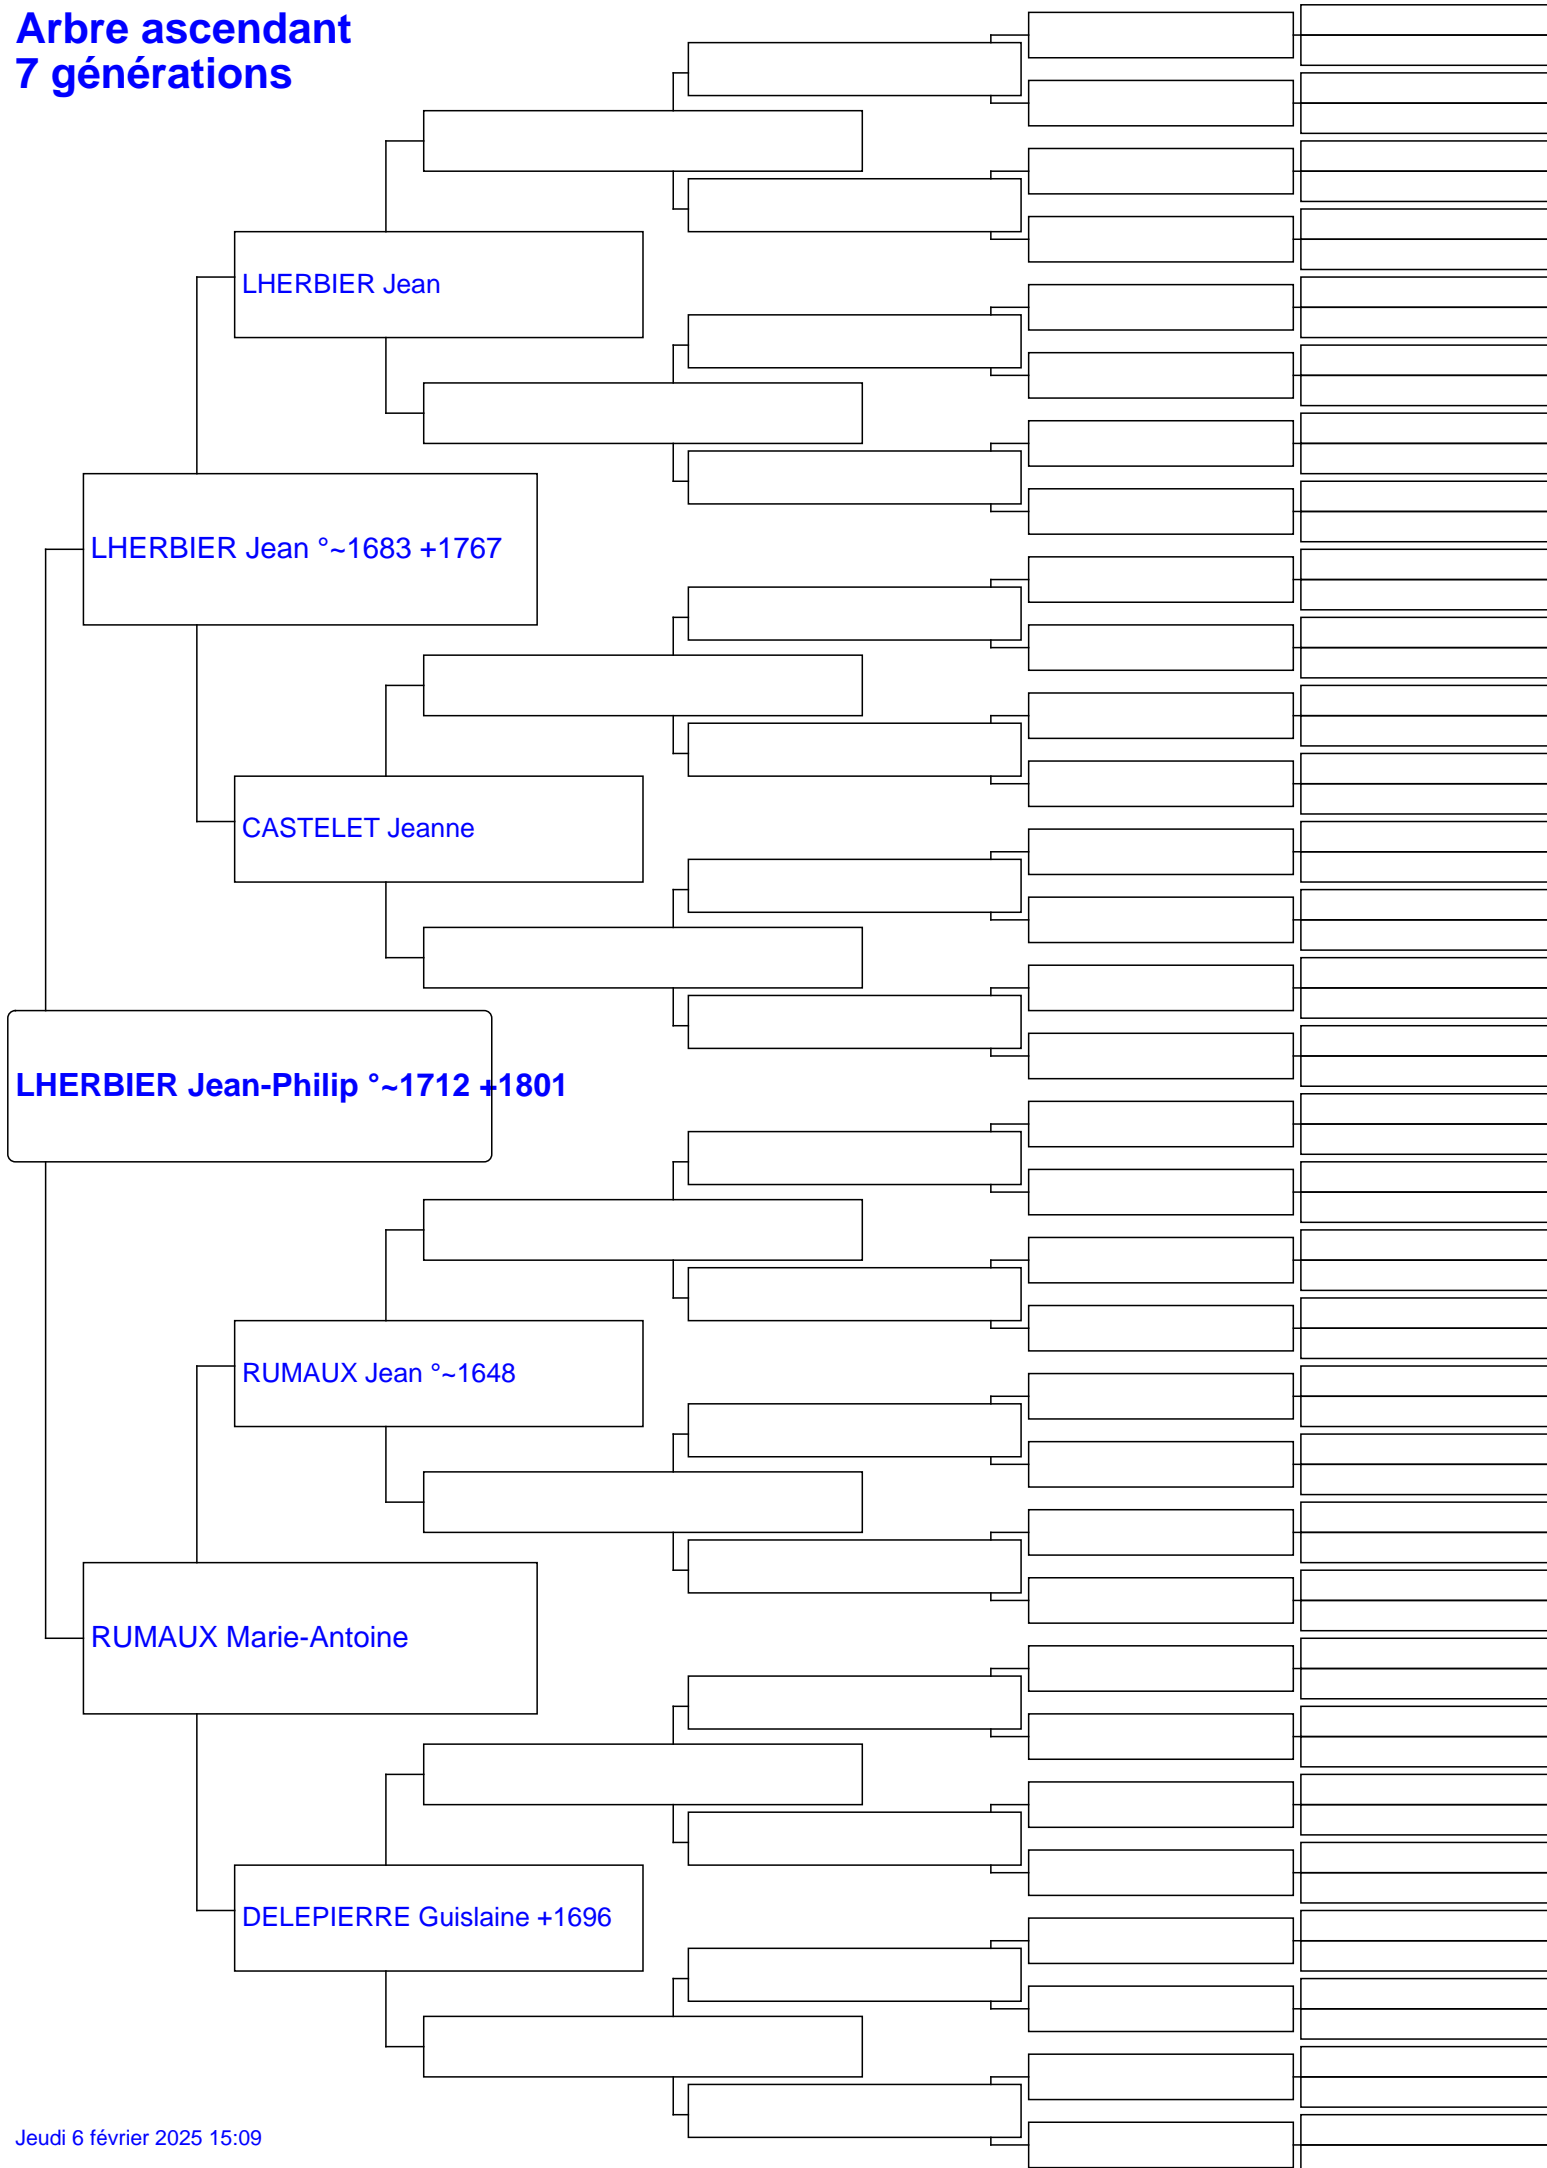 Arbre ascendant
7 générations
LHERBIER Jean
LHERBIER Jean °~1683 +1767
CASTELET Jeanne
LHERBIER Jean-Philip °~1712 +1801
RUMAUX Jean °~1648
RUMAUX Marie-Antoine
DELEPIERRE Guislaine +1696
Jeudi 6 février 2025 15:09